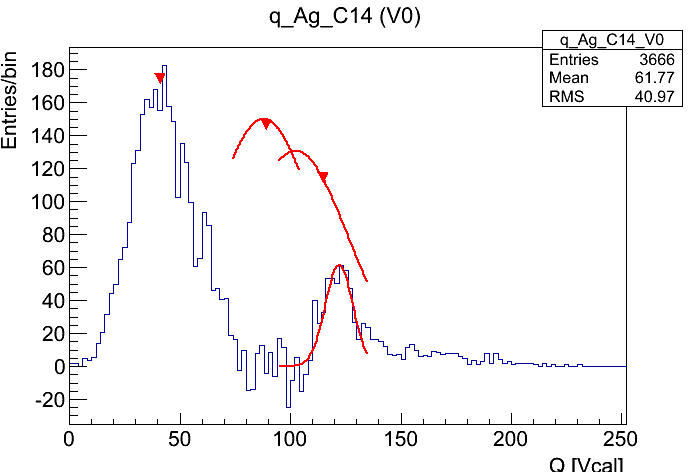 q_Ag_C14 (V0)
q_Ag_C14_V0
Entries 3666
Mean 61.77
RMS 40.97
Entries/bin
180
160
140
120
100
80
60
40
20
0
-20
0 50 100 150 200 250
Q [Vcal]